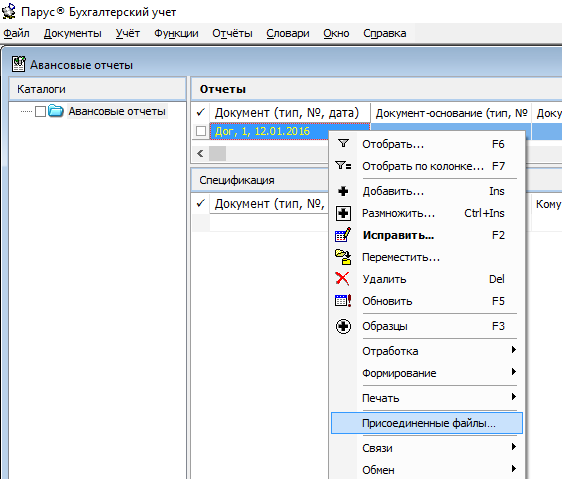 Парус® Бухгалтерский учет
Файл Документы Учёт Функции Отчёты Словари Окно Справка
Авансовые отчеты
Каталоги
Авансовые отчеты
Отчеты
Документ (тип, №, дата) Документ-основание (тип, № Доку
Дог, 1, 12.01.2016
Спецификация
Документ (тип, №, Кому
Отобрать... F6
Отобрать по колонке... F7
Добавить... Ins
Размножить... Ctrl+Ins
Исправить... F2
Переместить...
Удалить Del
Обновить F5
Образцы F3
Отработка
Формирование
Печать
Присоединенные файлы...
Связи
Обмен